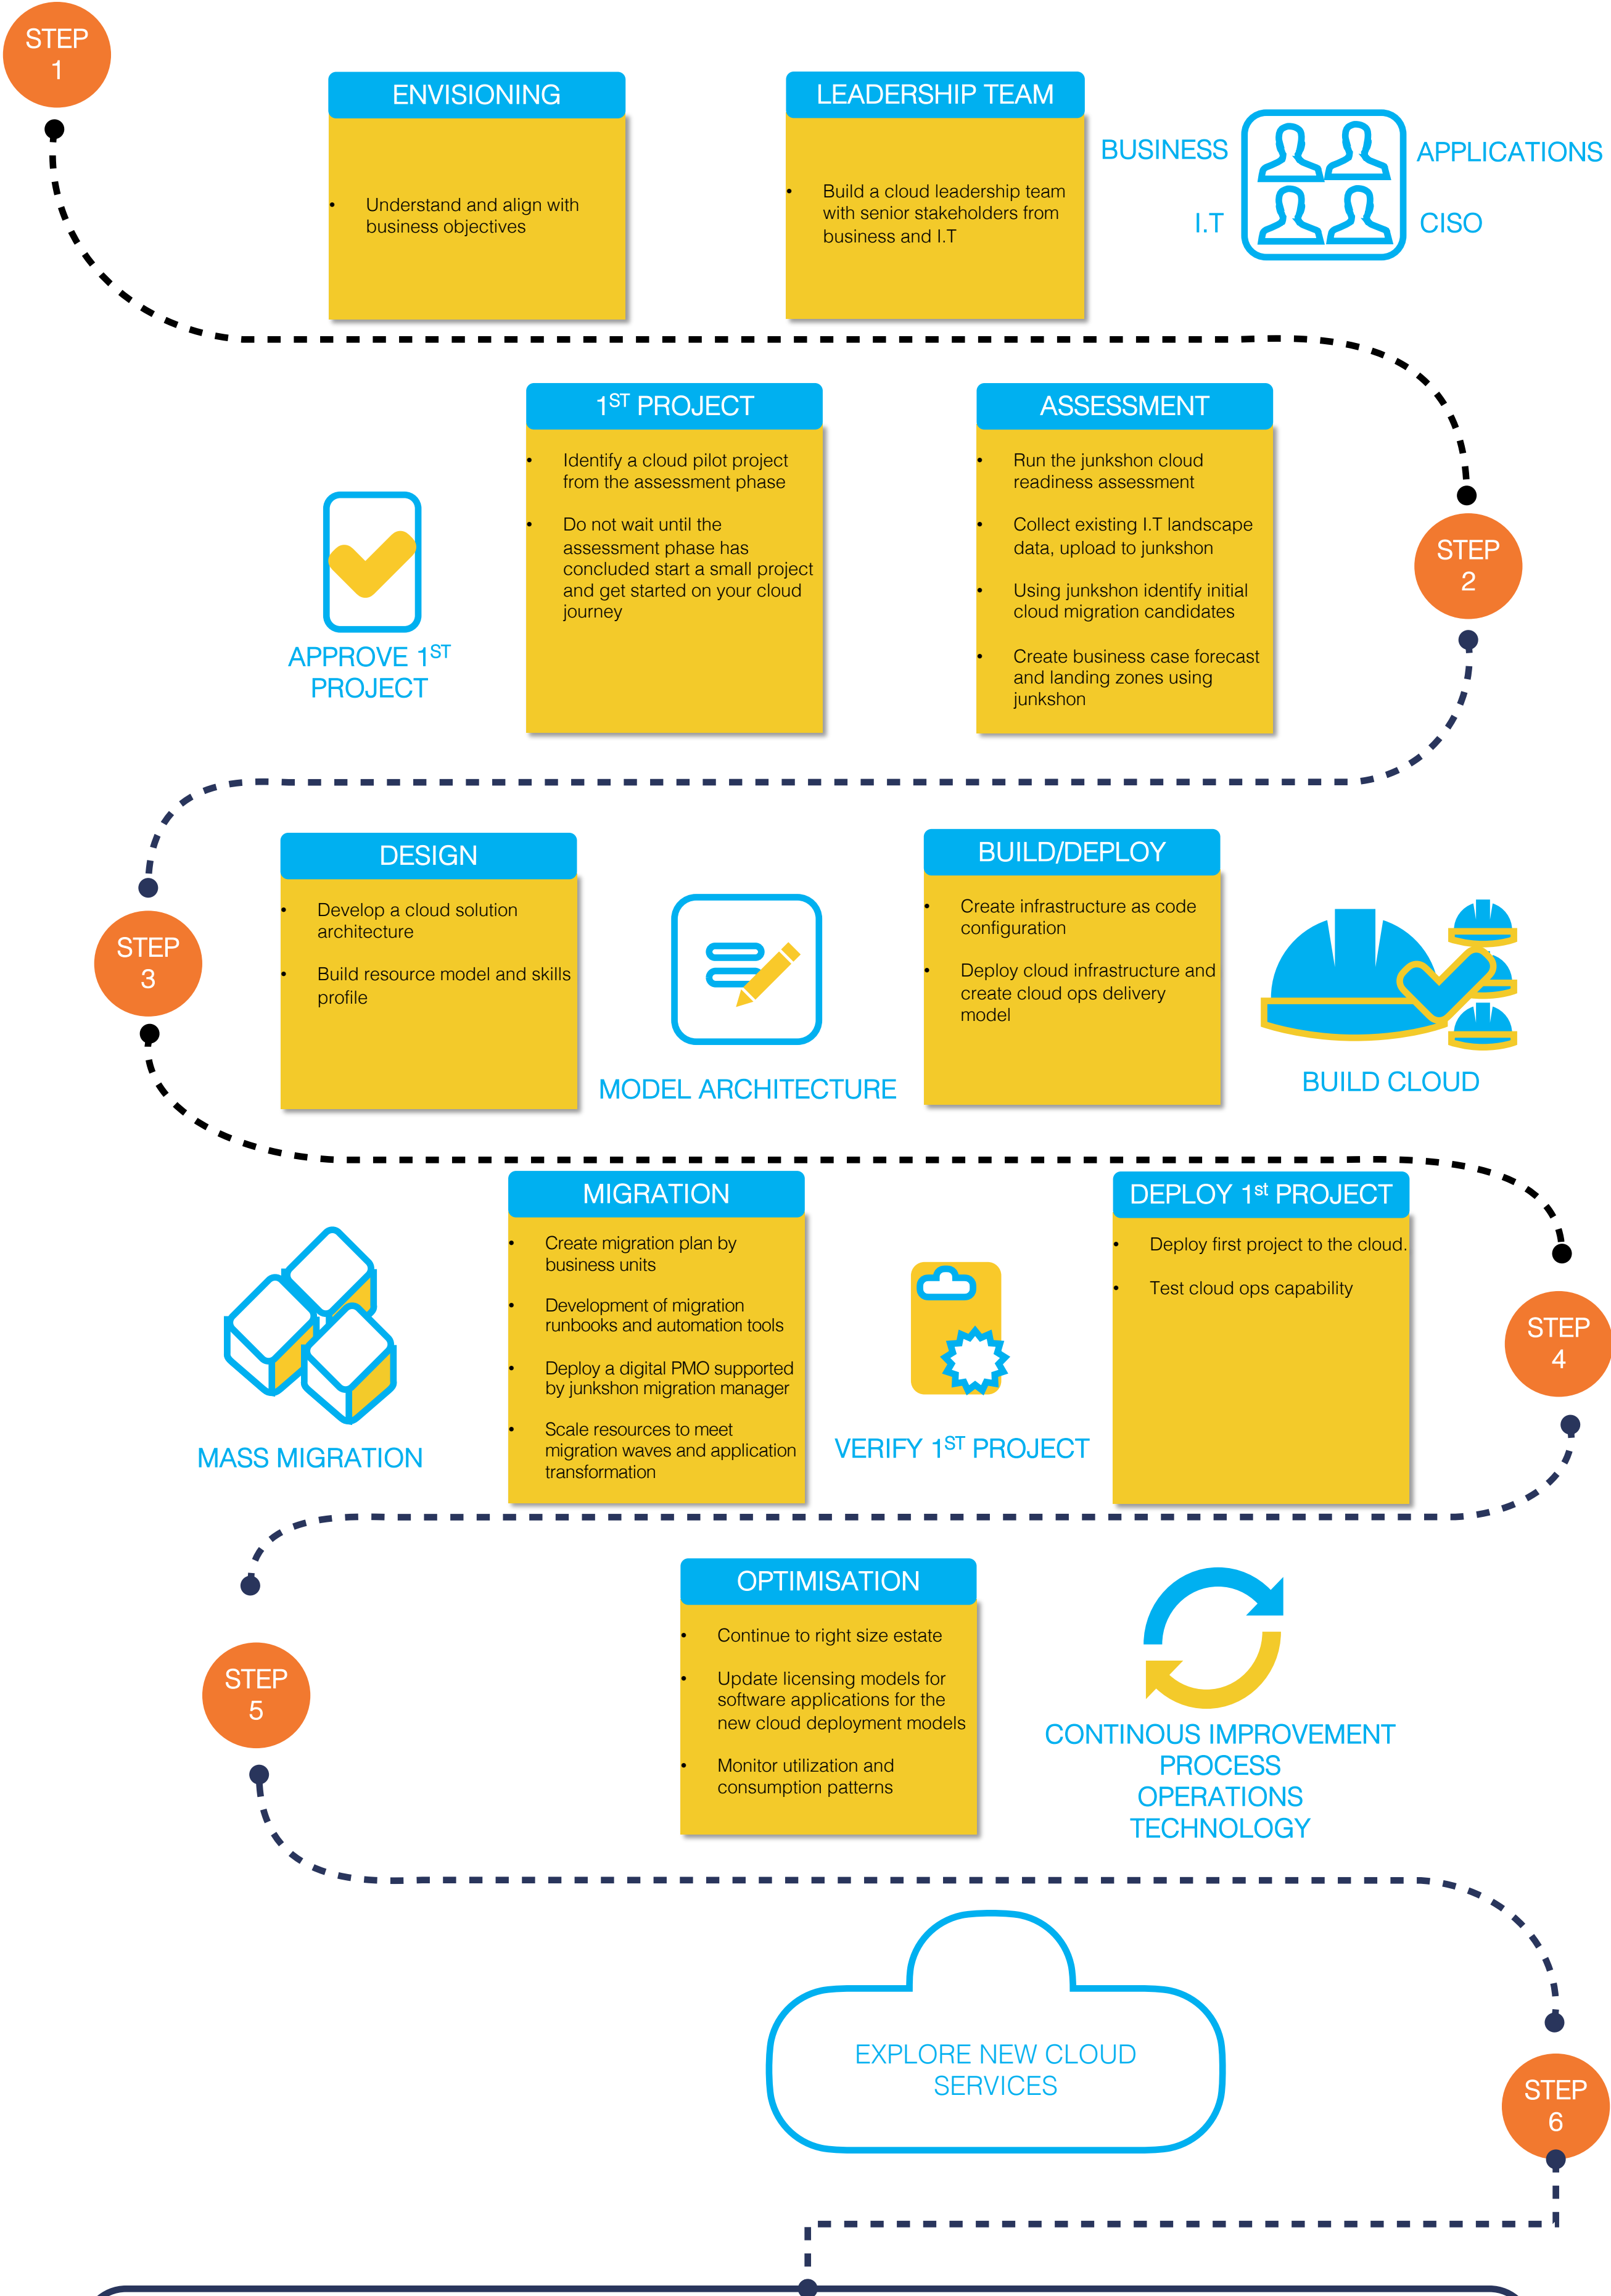 STEP
1
ENVISIONING
Understand and align with
business objectives
LEADERSHIP TEAM
Build a cloud leadership team
with senior stakeholders from
business and I.T
BUSINESS
APPLICATIONS
I.T
CISO
STEP
2
ASSESSMENT
Run the junkshon cloud
readiness assessment
Collect existing I.T landscape
data, upload to junkshon
Using junkshon identify initial
cloud migration candidates
Create business case forecast
and landing zones using
junkshon
1ST PROJECT
Identify a cloud pilot project
from the assessment phase
Do not wait until the
assessment phase has
concluded start a small project
and get started on your cloud
journey
APPROVE 1ST
PROJECT
STEP
3
DESIGN
Develop a cloud solution
architecture
Build resource model and skills
profile
MODEL ARCHITECTURE
BUILD/DEPLOY
Create infrastructure as code
configuration
Deploy cloud infrastructure and
create cloud ops delivery
model
BUILD CLOUD
STEP
4
DEPLOY 1st PROJECT
Deploy first project to the cloud.
Test cloud ops capability
VERIFY 1ST PROJECT
MIGRATION
Create migration plan by
business units
Development of migration
runbooks and automation tools
Deploy a digital PMO supported
by junkshon migration manager
Scale resources to meet
migration waves and application
transformation
MASS MIGRATION
STEP
5
OPTIMISATION
Continue to right size estate
Update licensing models for
software applications for the
new cloud deployment models
Monitor utilization and
consumption patterns
CONTINOUS IMPROVEMENT
PROCESS
OPERATIONS
TECHNOLOGY
STEP
6
EXPLORE NEW CLOUD
SERVICES